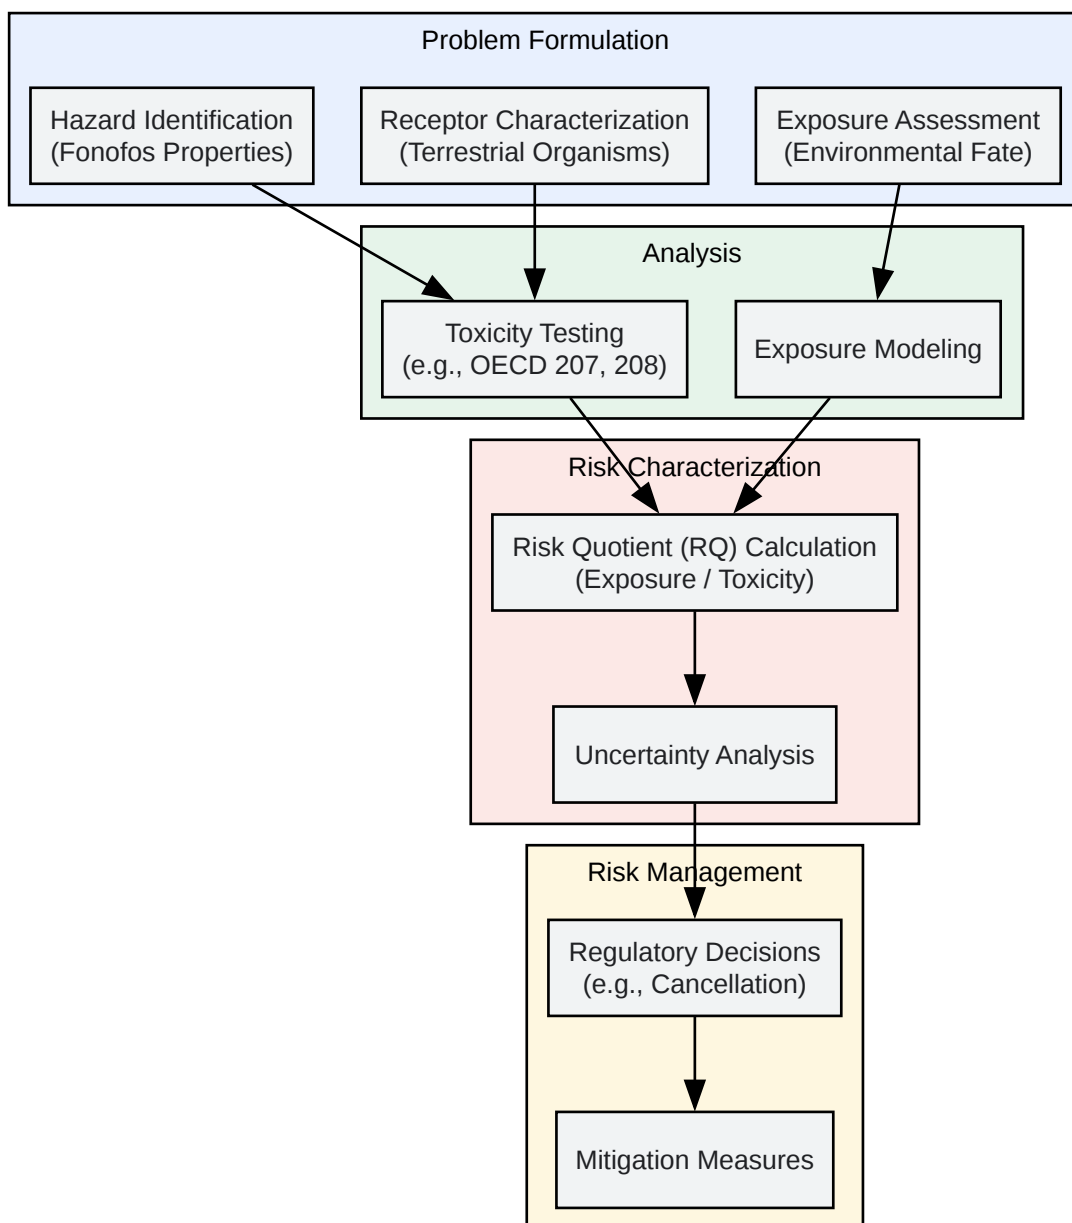 Problem Formulation
Hazard Identification
(Fonofos Properties)
Receptor Characterization
(Terrestrial Organisms)
Exposure Assessment
(Environmental Fate)
Analysis
Toxicity Testing
(e.g., OECD 207, 208)
Exposure Modeling
Risk Characterization
Risk Quotient (RQ) Calculation
(Exposure / Toxicity)
Uncertainty Analysis
Risk Management
Regulatory Decisions
(e.g., Cancellation)
Mitigation Measures